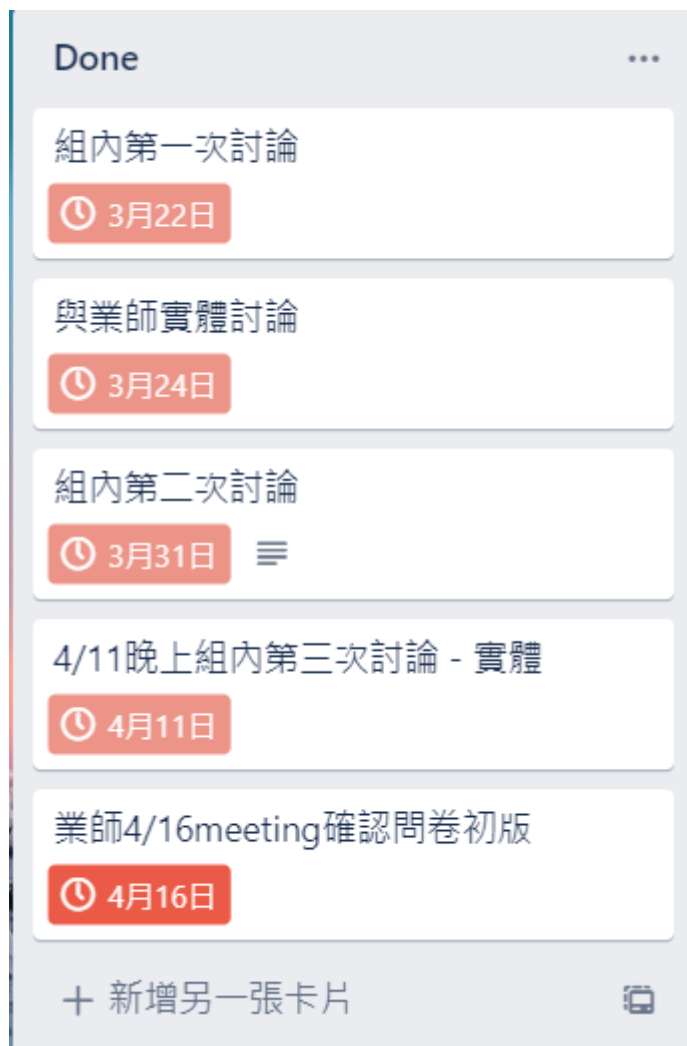 Done
組內第一次討論
3月22日
與業師實體討論
3月24日
組內第二次討論
3月31日
4/11晚上組內第三次討論 - 實體
4月11日
業師4/16meeting確認問卷初版
4月16日
新增另一張卡片